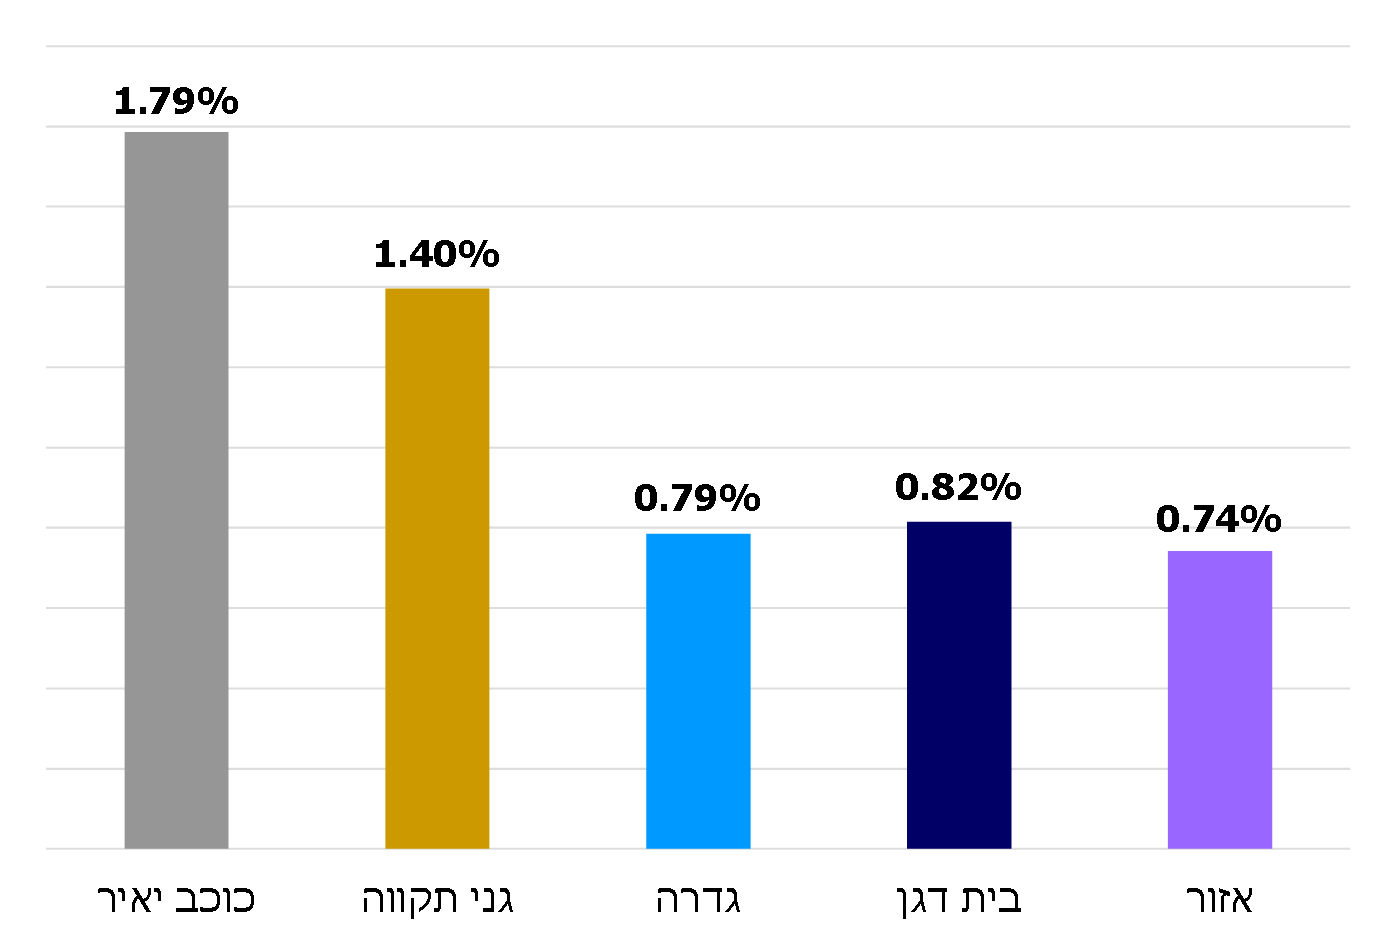 1.79%
1.40%
0.79%
0.82%
0.74%
כוכב יאיר
גני תקווה
גדרה
בית דגן
אזור